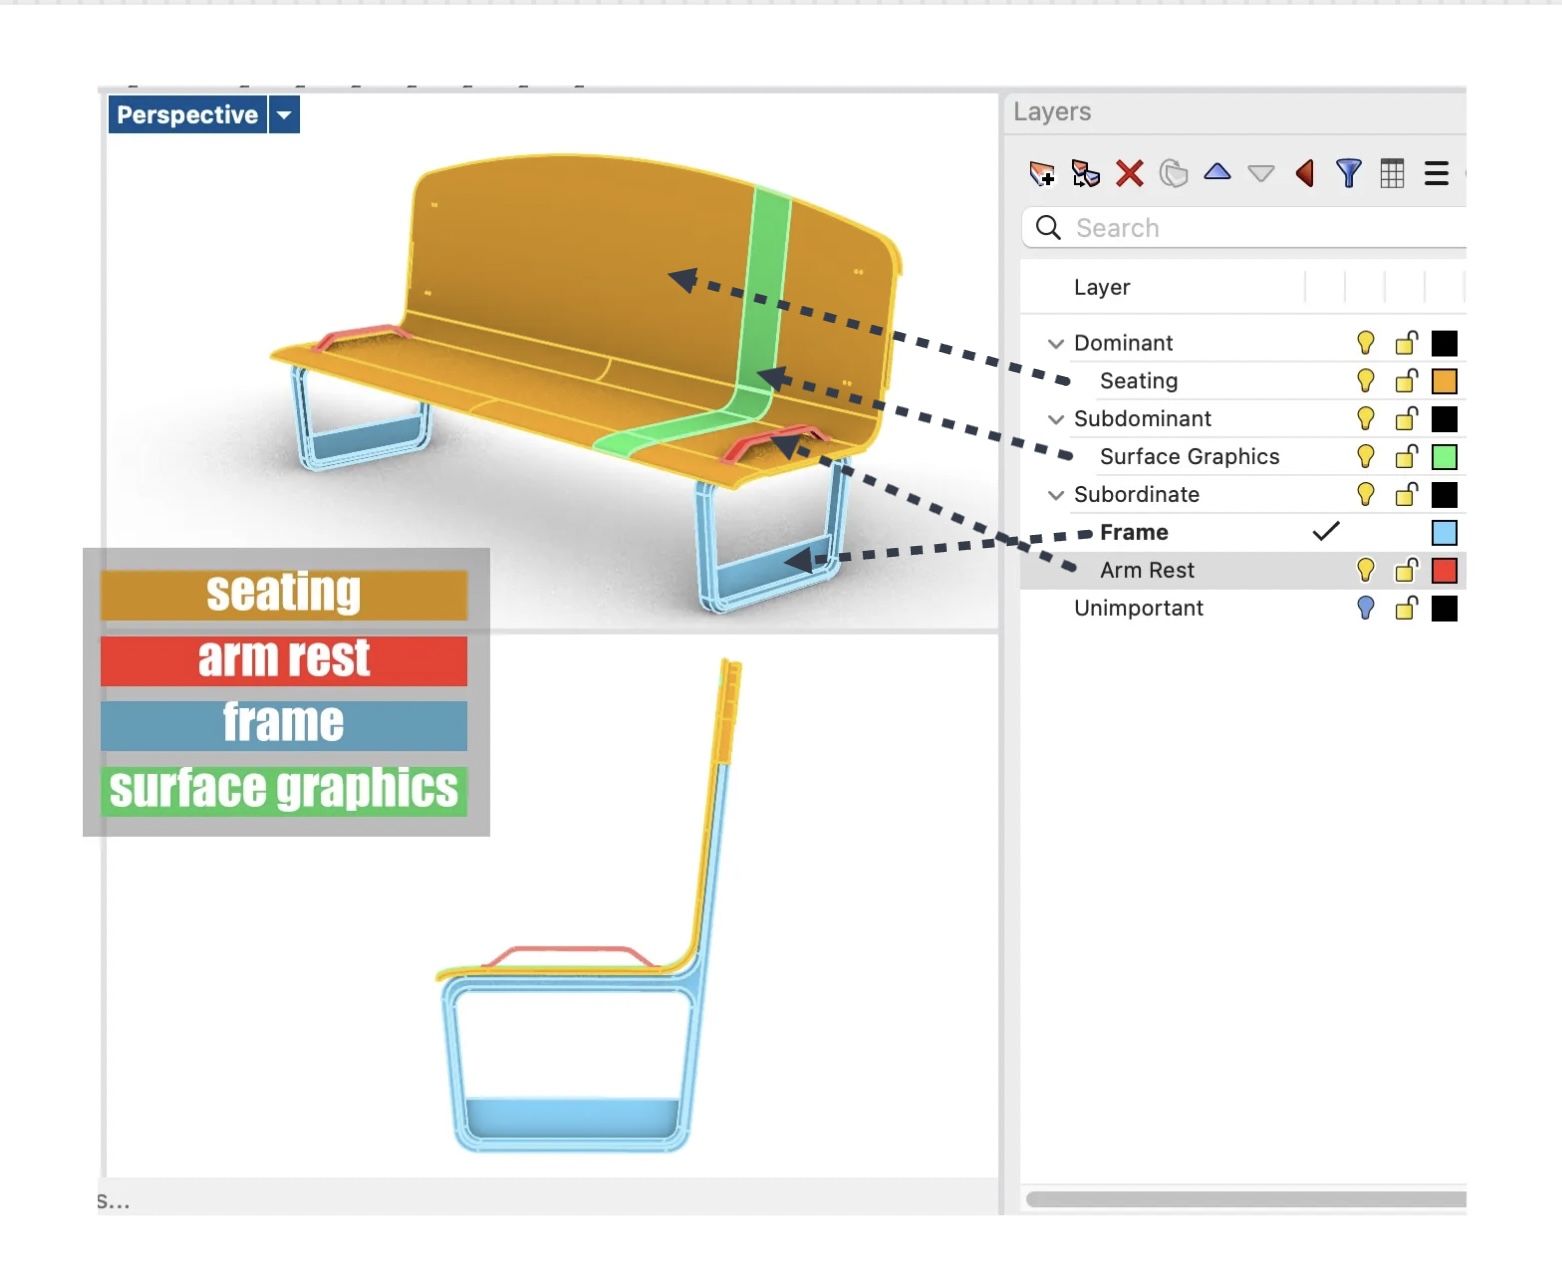 Perspective
Layers
Search
Layer
Dominant
Seating
Subdominant
Surface Graphics
Subordinate
Frame
Arm Rest
Unimportant
seating
arm rest
frame
surface graphics
s...